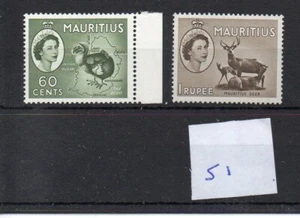 MAURITIUS
60
CENTS
MAURITIUS
MAURITIUS DEER
1 RUPEE
51